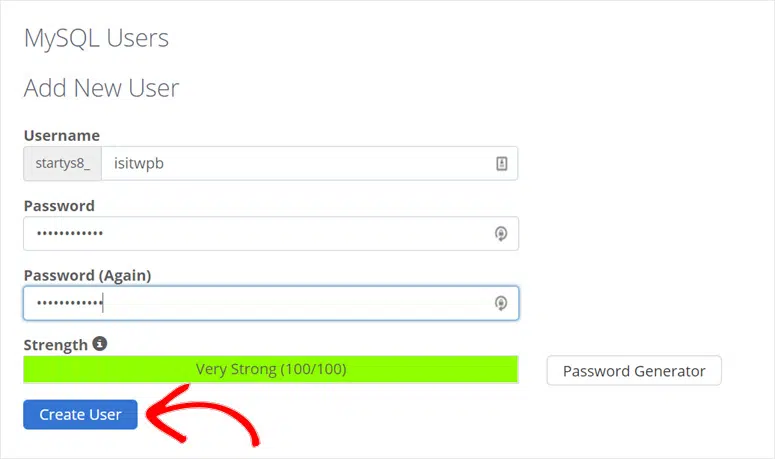 MySQL Users
Add New User
Username
startys8_ isitwpb
Password
••••••••••••
Password (Again)
••••••••••••
Strength
Very Strong (100/100)
Password Generator
Create User